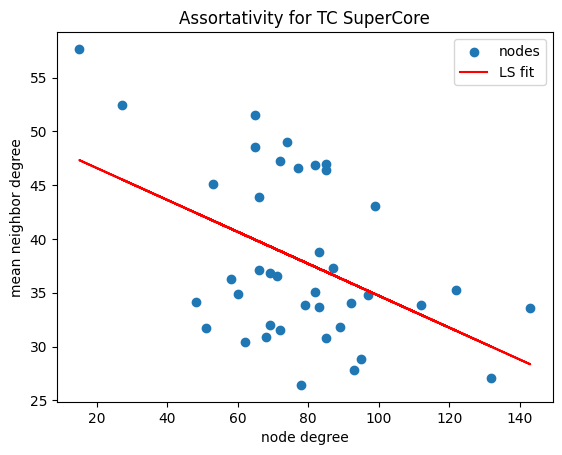 Assortativity for TC SuperCore
nodes
LS fit
mean neighbor degree
55
50
45
40
35
30
25
20
40
60
80
100
120
140
node degree